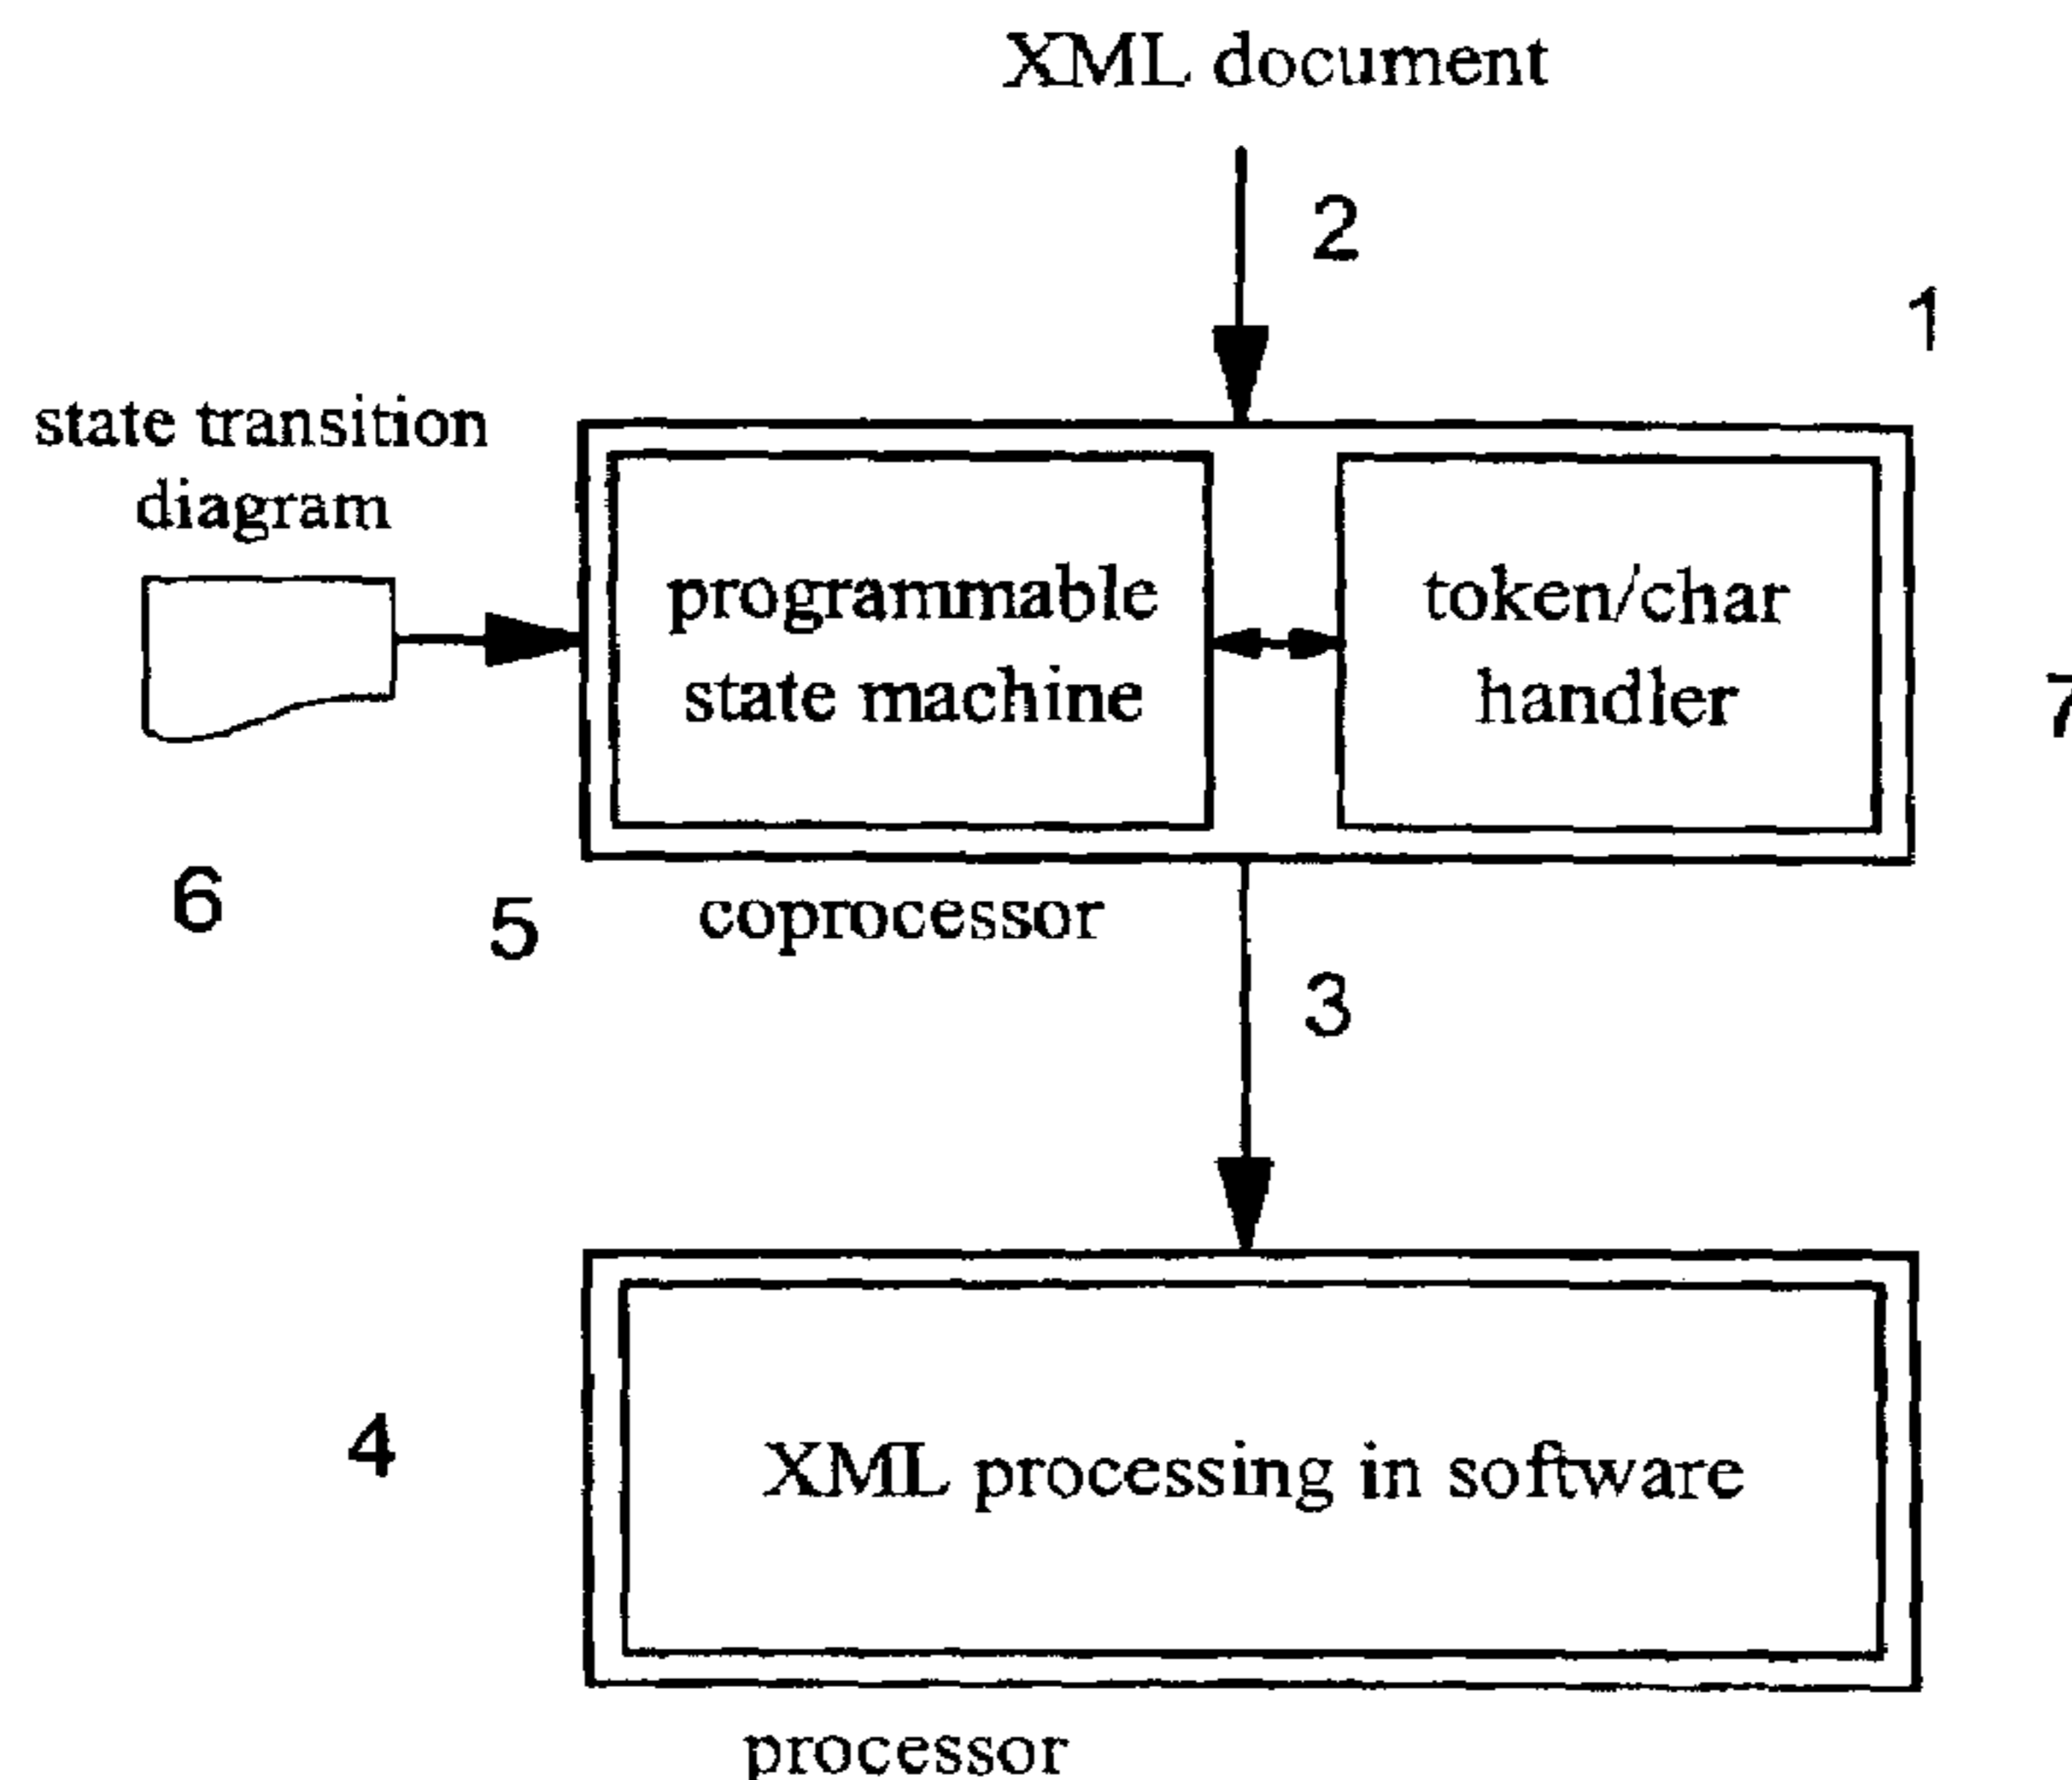 XML document
2
1
state transition
diagram
programmable
state machine
token/char
handler
7
6
5
coprocessor
3
4
XML processing in software
processor